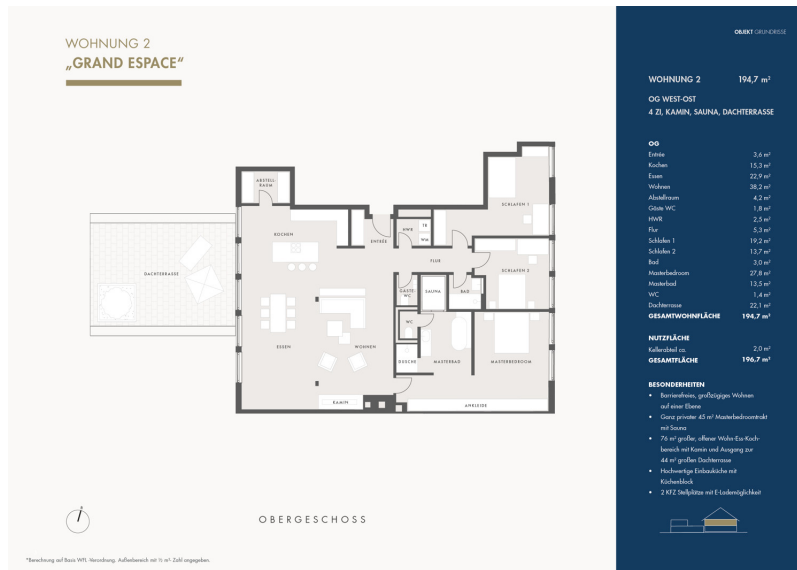 WOHNUNG 2
„GRAND ESPACE“
ABSTELL-
RAUM
KOCHEN
ENTRÉE
HWR
TR
WM
SCHLAFEN 1
FLUR
DACHTERRASSE
GÄSTE-
WC
SAUNA
BAD
SCHLAFEN 2
WC
ESSEN
WOHNEN
DUSCHE
MASTERBAD
MASTERBEDROOM
KAMIN
ANKLEIDE
OBERGESCHOSS
*Berechnung auf Basis WFL -Verordnung. Außenbereich mit ½ m²- Zahl angegeben.
OBJEKT GRUNDRISSE
WOHNUNG 2 194,7 m²
OG WEST-OST
4 ZI, KAMIN, SAUNA, DACHTERRASSE
OG
Entrée 3,6 m²
Kochen 15,3 m²
Essen 22,9 m²
Wohnen 38,2 m²
Abstellraum 4,2 m²
Gäste WC 1,8 m²
HWR 2,5 m²
Flur 5,3 m²
Schlafen 1 19,2 m²
Schlafen 2 13,7 m²
Bad 3,0 m²
Masterbedroom 27,8 m²
Masterbad 13,5 m²
WC 1,4 m²
Dachterrasse 22,1 m²
GESAMTWOHNFLÄCHE 194,7 m²
NUTZFLÄCHE
Kellerabteil ca. 2,0 m²
GESAMTFLÄCHE 196,7 m²
BESONDERHEITEN
• Barrierefreies, großzügiges Wohnen
auf einer Ebene
• Ganz privater 45 m² Masterbedroomtrakt
mit Sauna
• 76 m² großer, offener Wohn-Ess-Koch-
bereich mit Kamin und Ausgang zur
44 m² großen Dachterrasse
• Hochwertige Einbauküche mit
Küchenblock
• 2 KFZ Stellplätze mit E-Lademöglichkeit